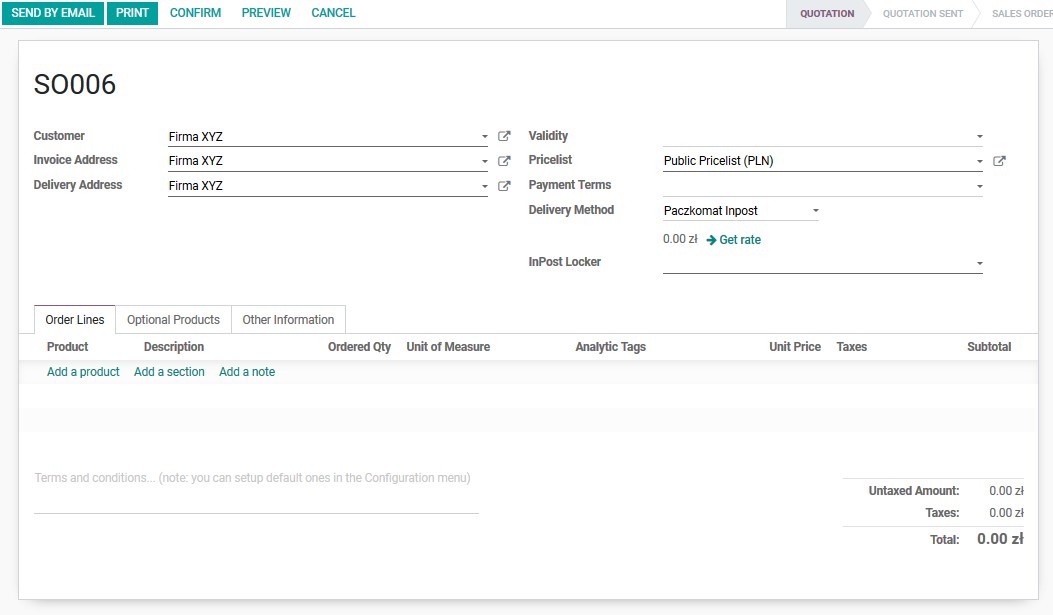 SEND BY EMAIL PRINT CONFIRM PREVIEW CANCEL QUOTATION QUOTATION SENT SALES ORDER
SO006
Customer Firma XYZ
Invoice Address Firma XYZ
Delivery Address Firma XYZ
Validity
Pricelist Public Pricelist (PLN)
Payment Terms
Delivery Method Paczkomat Inpost
0.00 zł Get rate
InPost Locker
Order Lines Optional Products Other Information
Product Description Ordered Qty Unit of Measure Analytic Tags Unit Price Taxes Subtotal
Add a product Add a section Add a note
Terms and conditions... (note: you can setup default ones in the Configuration menu)
Untaxed Amount: 0.00 zł
Taxes: 0.00 zł
Total: 0.00 zł